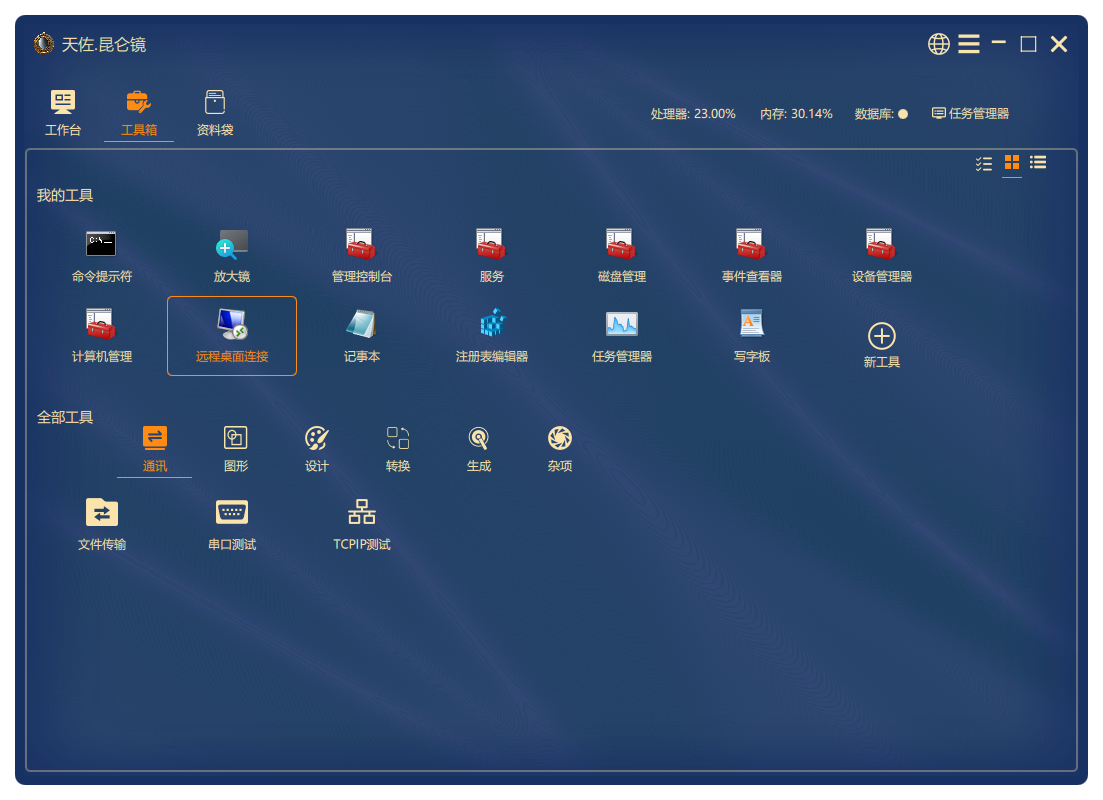 天佐.昆仑镜
工作台 工具箱 资料袋
处理器: 23.00% 内存: 30.14% 数据库: 任务管理器
我的工具
C:\
命令提示符 放大镜 管理控制台 服务 磁盘管理 事件查看器 设备管理器
计算机管理 远程桌面连接 记事本 注册表编辑器 任务管理器 写字板 新工具
全部工具
通讯 图形 设计 转换 生成 杂项
文件传输 串口测试 TCPIP测试